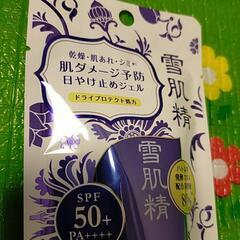 雪肌精
乾燥・肌あれ・シミ
肌ダメージ予防
日やけ止めジェル
ドライプロテクト処方
SPF
50+
PA++++
雪肌精